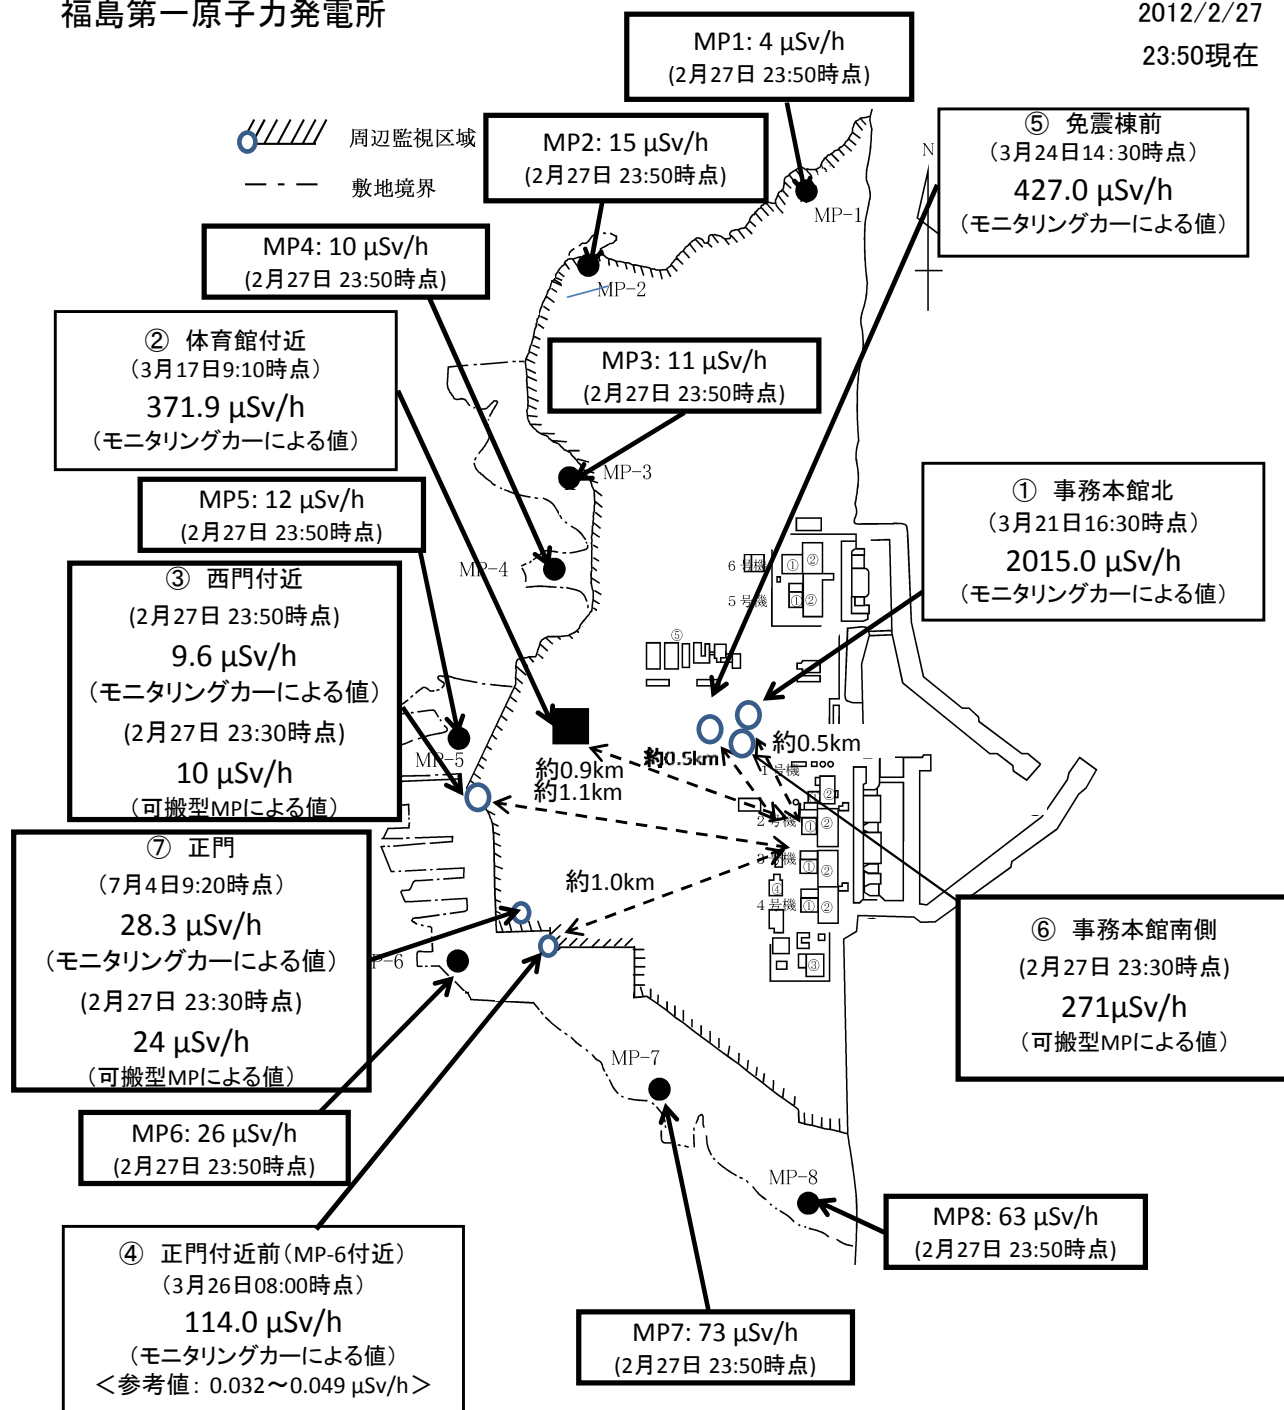 福島第一原子力発電所
2012/2/27
23:50現在
周辺監視区域
敷地境界
MP1: 4 μSv/h
(2月27日 23:50時点)
MP2: 15 μSv/h
(2月27日 23:50時点)
⑤ 免震棟前
(3月24日14:30時点)
427.0 μSv/h
(モニタリングカーによる値)
N
MP-1
MP4: 10 μSv/h
(2月27日 23:50時点)
MP-2
② 体育館付近
(3月17日9:10時点)
371.9 μSv/h
(モニタリングカーによる値)
MP3: 11 μSv/h
(2月27日 23:50時点)
MP-3
MP5: 12 μSv/h
(2月27日 23:50時点)
① 事務本館北
(3月21日16:30時点)
2015.0 μSv/h
(モニタリングカーによる値)
MP-4
6号機
① ②
5号機
① ②
③ 西門付近
(2月27日 23:50時点)
9.6 μSv/h
(モニタリングカーによる値)
(2月27日 23:30時点)
10 μSv/h
(可搬型MPによる値)
⑤
MP-5
約0.9km
約1.1km
約0.5km
約0.5km
1号機
① ②
2号機
① ②
3号機
① ②
④
4号機
① ②
③
約1.0km
⑦ 正門
(7月4日9:20時点)
28.3 μSv/h
(モニタリングカーによる値)
(2月27日 23:30時点)
24 μSv/h
(可搬型MPによる値)
P-6
⑥ 事務本館南側
(2月27日 23:30時点)
271μSv/h
(可搬型MPによる値)
MP-7
MP6: 26 μSv/h
(2月27日 23:50時点)
MP-8
MP8: 63 μSv/h
(2月27日 23:50時点)
④ 正門付近前(MP-6付近)
(3月26日08:00時点)
114.0 μSv/h
(モニタリングカーによる値)
<参考値: 0.032～0.049 μSv/h>
MP7: 73 μSv/h
(2月27日 23:50時点)